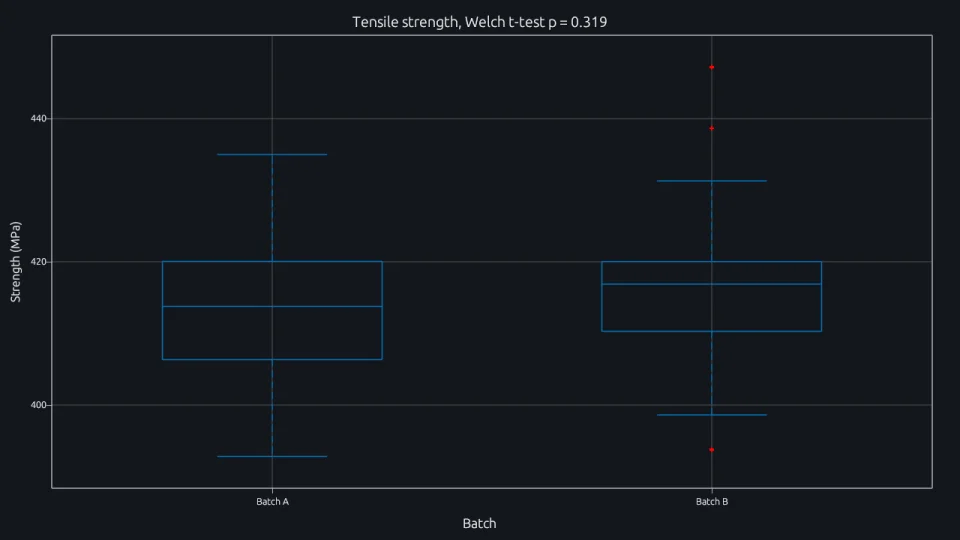 Tensile strength, Welch t-test p = 0.319
Strength (MPa)
440
420
400
Batch A
Batch B
Batch